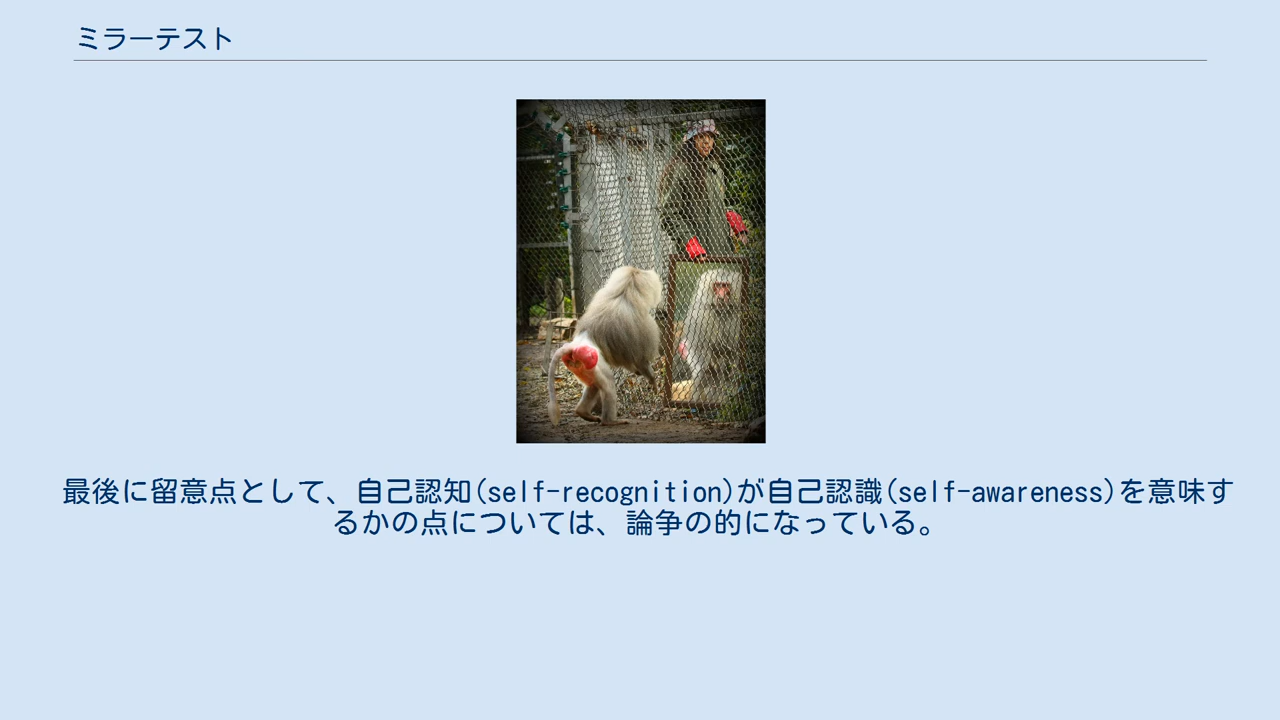 ミラーテスト
最後に留意点として、自己認知(self-recognition)が自己認識(self-awareness)を意味す
るかの点については、論争の的になっている。